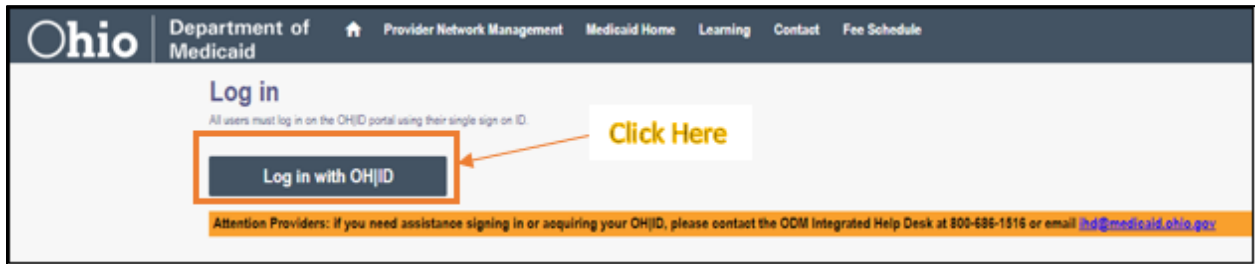 Ohio Department of Medicaid Provider Network Management Medicaid Home Learning Contact Fee Schedule
Log in
All users must log in on the OH|ID portal using their single sign on ID.
Click Here
Log in with OH|ID
Attention Providers: if you need assistance signing in or acquiring your OH|ID, please contact the ODM Integrated Help Desk at 800-686-1516 or email ihd@medicaid.ohio.gov